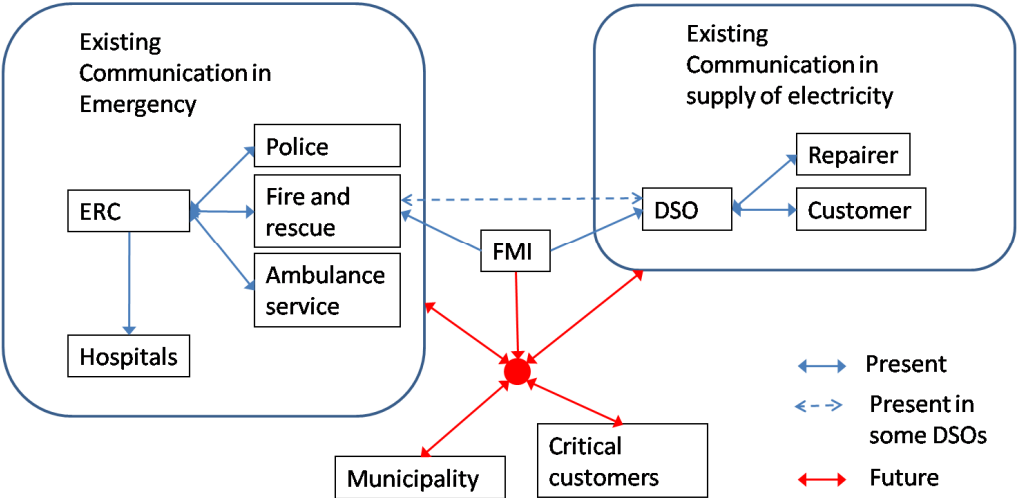 Existing
Communication in
Emergency
Police
ERC
Fire and
rescue
Ambulance
service
Hospitals
FMI
Existing
Communication in
supply of electricity
Repairer
DSO
Customer
Municipality
Critical
customers
Present
Present in
some DSOs
Future